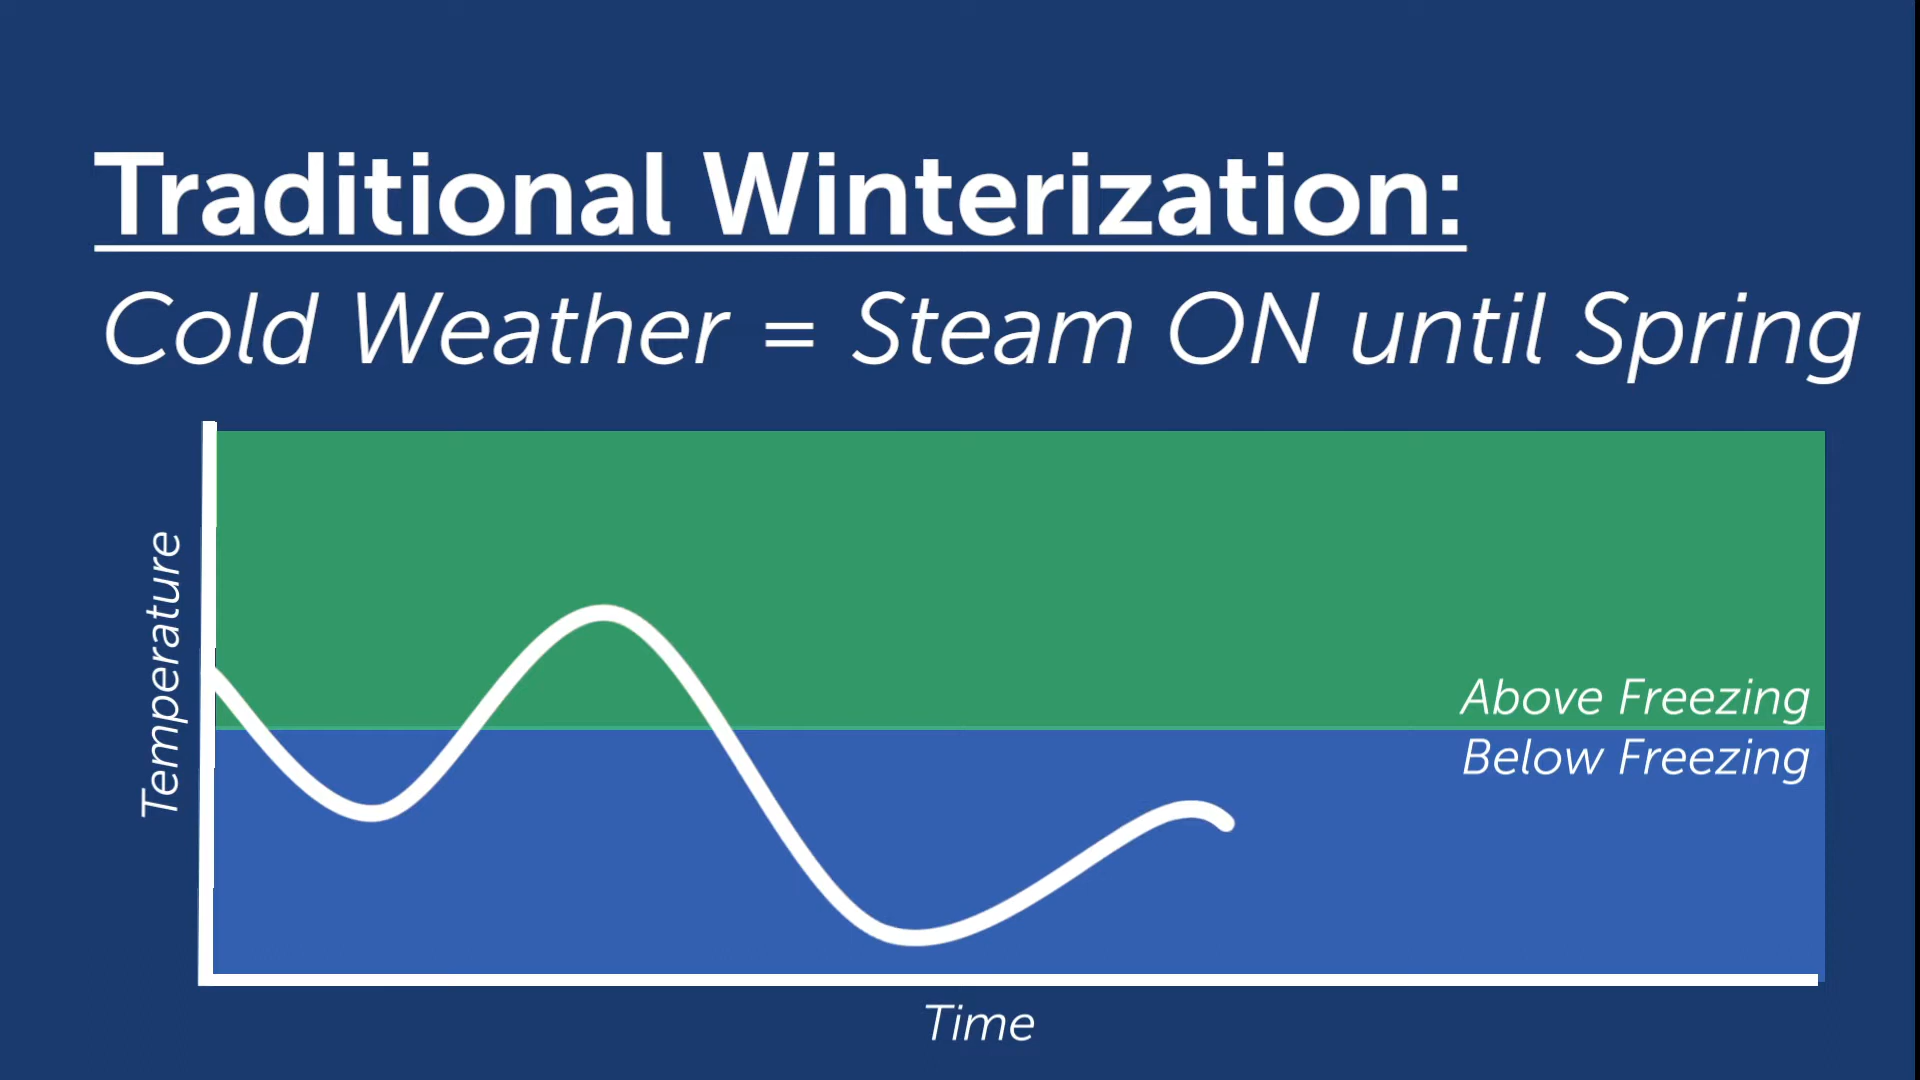 Traditional Winterization:
Cold Weather = Steam ON until Spring
Temperature
Above Freezing
Below Freezing
Time